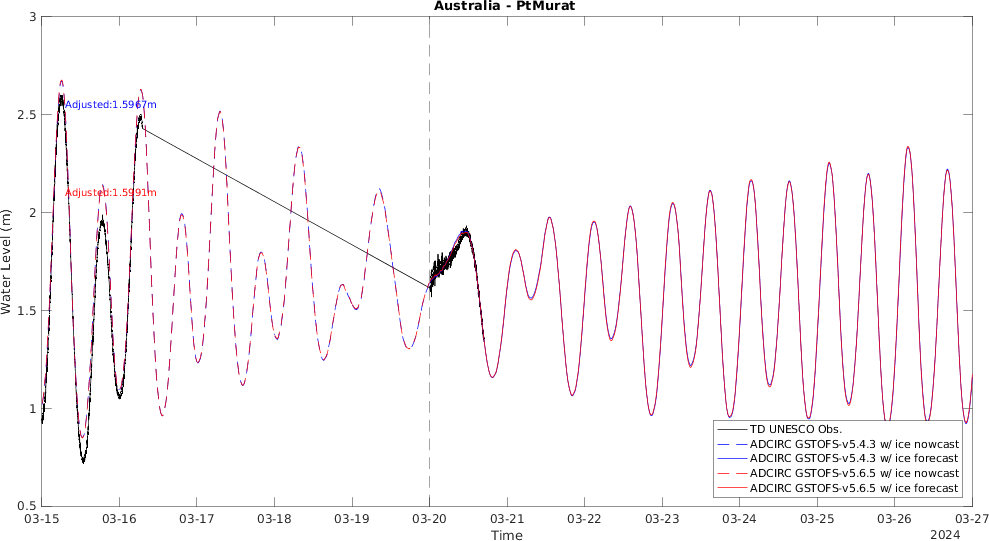 Australia - PtMurat
Water Level (m)
3
2.5
2
1.5
1
0.5
Adjusted:1.5967m
Adjusted:1.5991m
TD UNESCO Obs.
ADCIRC GSTOFS-v5.4.3 w/ ice nowcast
ADCIRC GSTOFS-v5.4.3 w/ ice forecast
ADCIRC GSTOFS-v5.6.5 w/ ice nowcast
ADCIRC GSTOFS-v5.6.5 w/ ice forecast
03-15 03-16 03-17 03-18 03-19 03-20 03-21 03-22 03-23 03-24 03-25 03-26 03-27
Time
2024